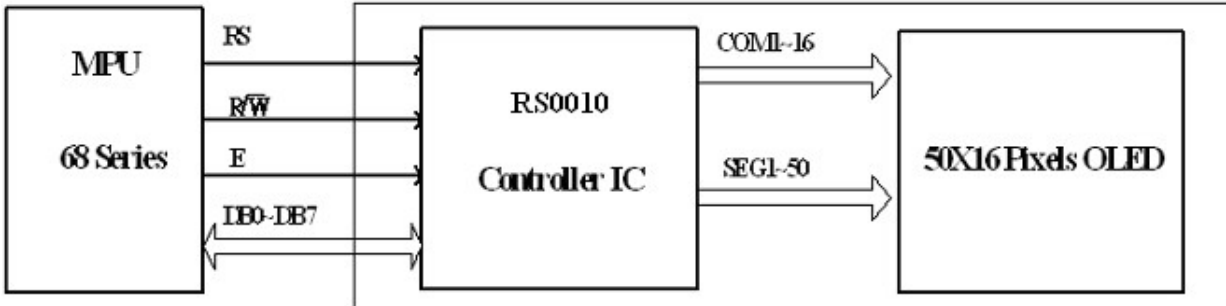 MPU
68 Series
RS
R/W̅
E
DB0~DB7
RS0010
Controller IC
COM1~16
SEG1~50
50X16 Pixels OLED